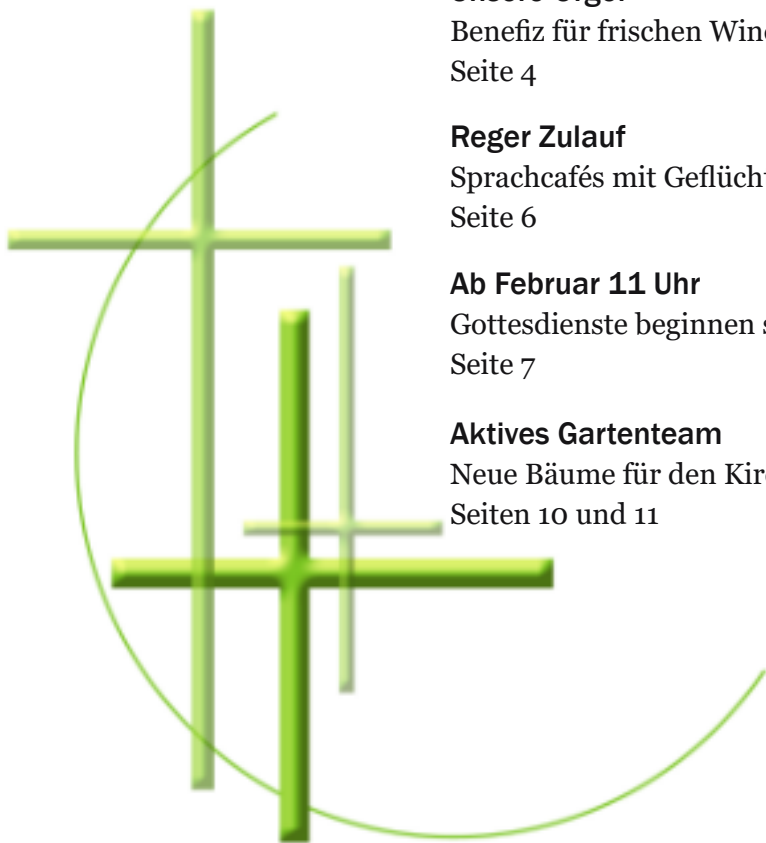 Benefiz für frischen
Seite 4
Reger Zulauf
Sprachcafés mit
Seite 6
Ab Februar 11 Uhr
Gottesdienste beginnen
Seite 7
Aktives Gartenteam
Neue Bäume für den
Seiten 10 und 11